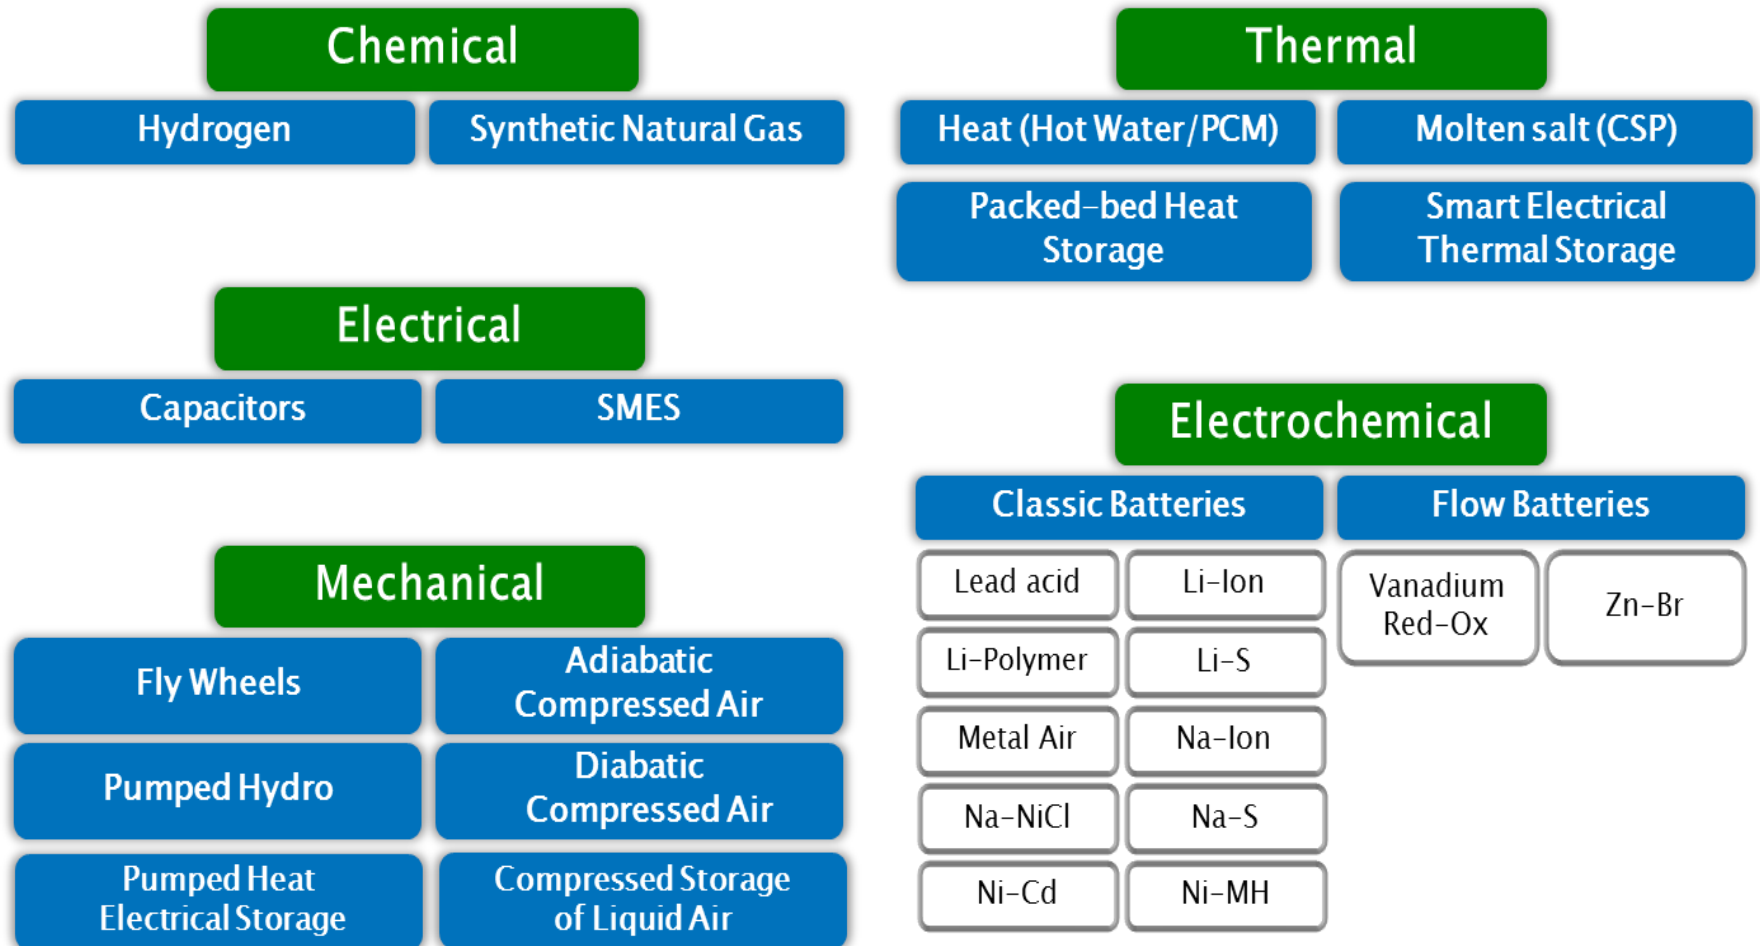 Chemical
Hydrogen
Synthetic Natural Gas
Electrical
Capacitors
SMES
Mechanical
Fly Wheels
Adiabatic
Compressed Air
Pumped Hydro
Diabatic
Compressed Air
Pumped Heat
Electrical Storage
Compressed Storage
of Liquid Air
Thermal
Heat (Hot Water/PCM)
Molten salt (CSP)
Packed-bed Heat
Storage
Smart Electrical
Thermal Storage
Electrochemical
Classic Batteries
Flow Batteries
Lead acid
Li-Ion
Vanadium
Red-Ox
Zn-Br
Li-Polymer
Li-S
Metal Air
Na-Ion
Na-NiCl
Na-S
Ni-Cd
Ni-MH